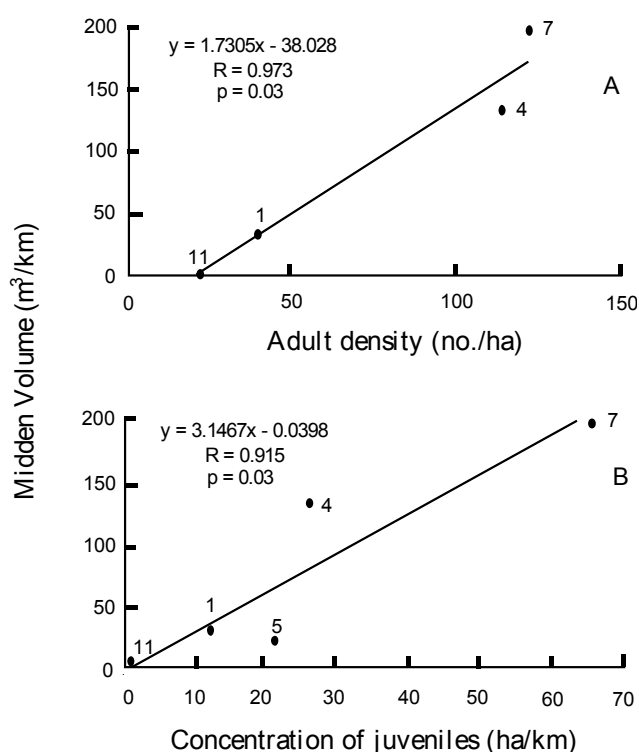 200
7
y = 1.7305x - 38.028
R = 0.973
p = 0.03
A
150
4
100
50
1
11
0
0
50
100
150
Adult density (no./ha)
Midden Volume (m³/km)
200
7
y = 3.1467x - 0.0398
R = 0.915
p = 0.03
B
150
4
100
50
1
5
11
0
0 10 20 30 40 50 60 70
Concentration of juveniles (ha/km)